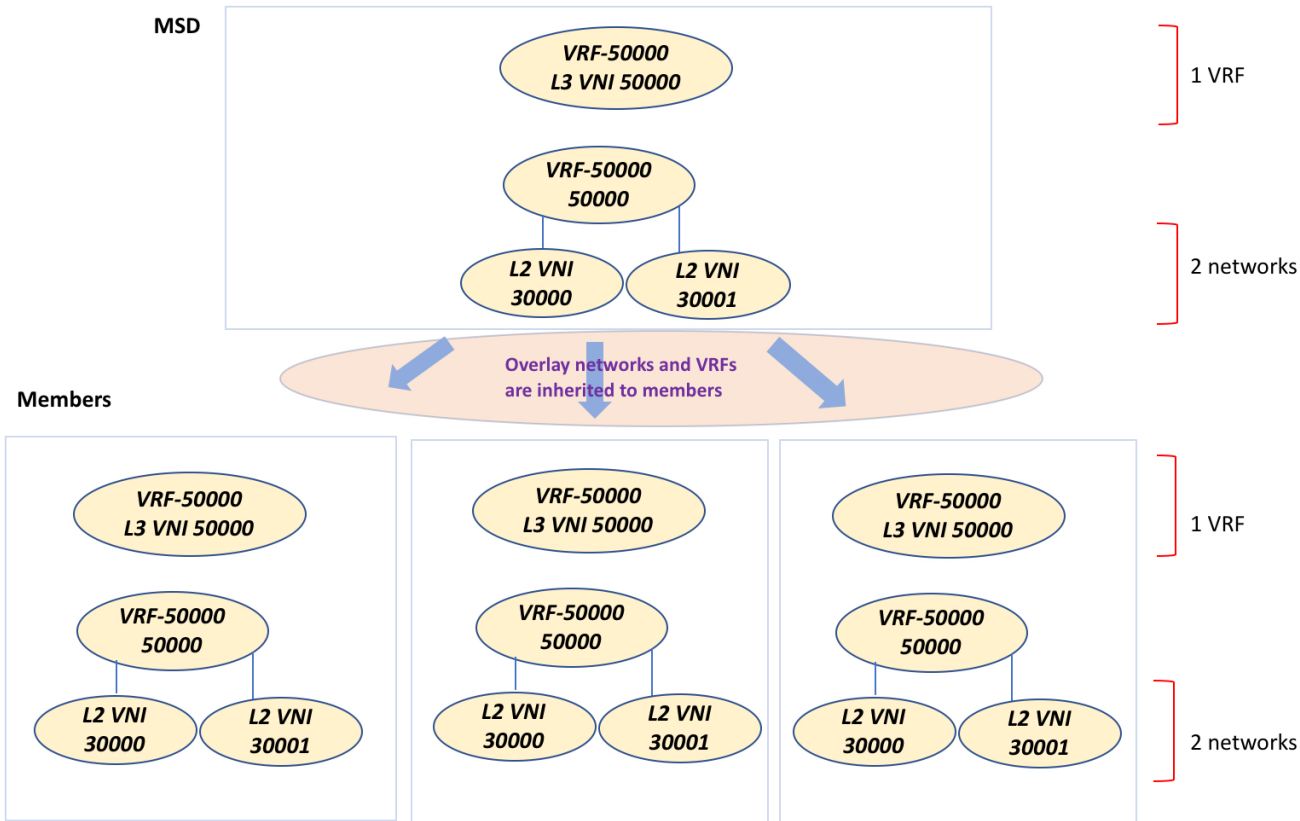 MSD
VRF-50000
L3 VNI 50000
1 VRF
VRF-50000
50000
L2 VNI
30000
L2 VNI
30001
2 networks
Overlay networks and VRFs
are inherited to members
Members
VRF-50000
L3 VNI 50000
VRF-50000
L3 VNI 50000
VRF-50000
L3 VNI 50000
1 VRF
VRF-50000
50000
VRF-50000
50000
VRF-50000
50000
L2 VNI
30000
L2 VNI
30001
L2 VNI
30000
L2 VNI
30001
L2 VNI
30000
L2 VNI
30001
2 networks